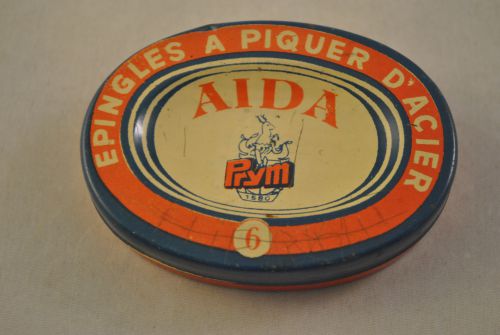 EPINGLES A PIQUER D'ACIER
AIDA
Prym
1530
6